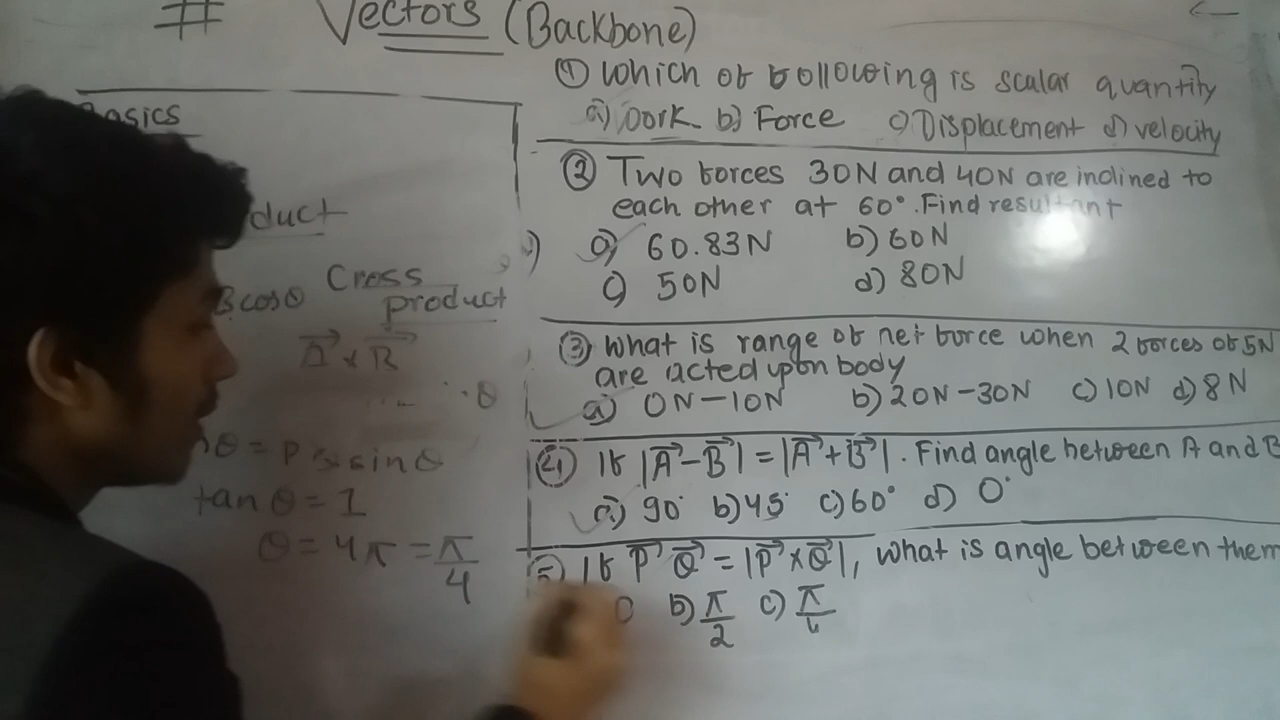 # Vectors (Backbone)
Basics
duct
Bcosθ Cross
product
A x B
θ
θ = P sinθ
tan θ = 1
θ = 4π = π/4
① Which of following is scalar quantity
a) work b) Force c) Displacement d) velocity
② Two forces 30N and 40N are inclined to
each other at 60°. Find resultant
a) 60.83N b) 60N
c) 50N d) 80N
③ What is range of net force when 2 forces of 5N
are acted upon body
a) 0N-10N b) 20N-30N c) 10N d) 8N
④ If |A-B| = |A+B|. Find angle between A and B
a) 90° b) 45° c) 60° d) 0°
⑤ If P Q = |P x Q|, What is angle between them
0 b) π/2 c) π/4